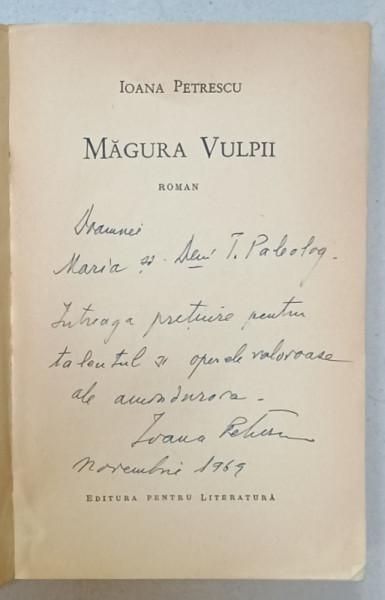 IOANA PETRESCU
MĂGURA VULPII
ROMAN
Doamnei
Maria și T. Paleolog.
Întreaga prețuire pentru
talentul și operele valoroase
ale amândurora.
Ioana Petrescu
Noiembrie 1969
EDITURA PENTRU LITERATURĂ